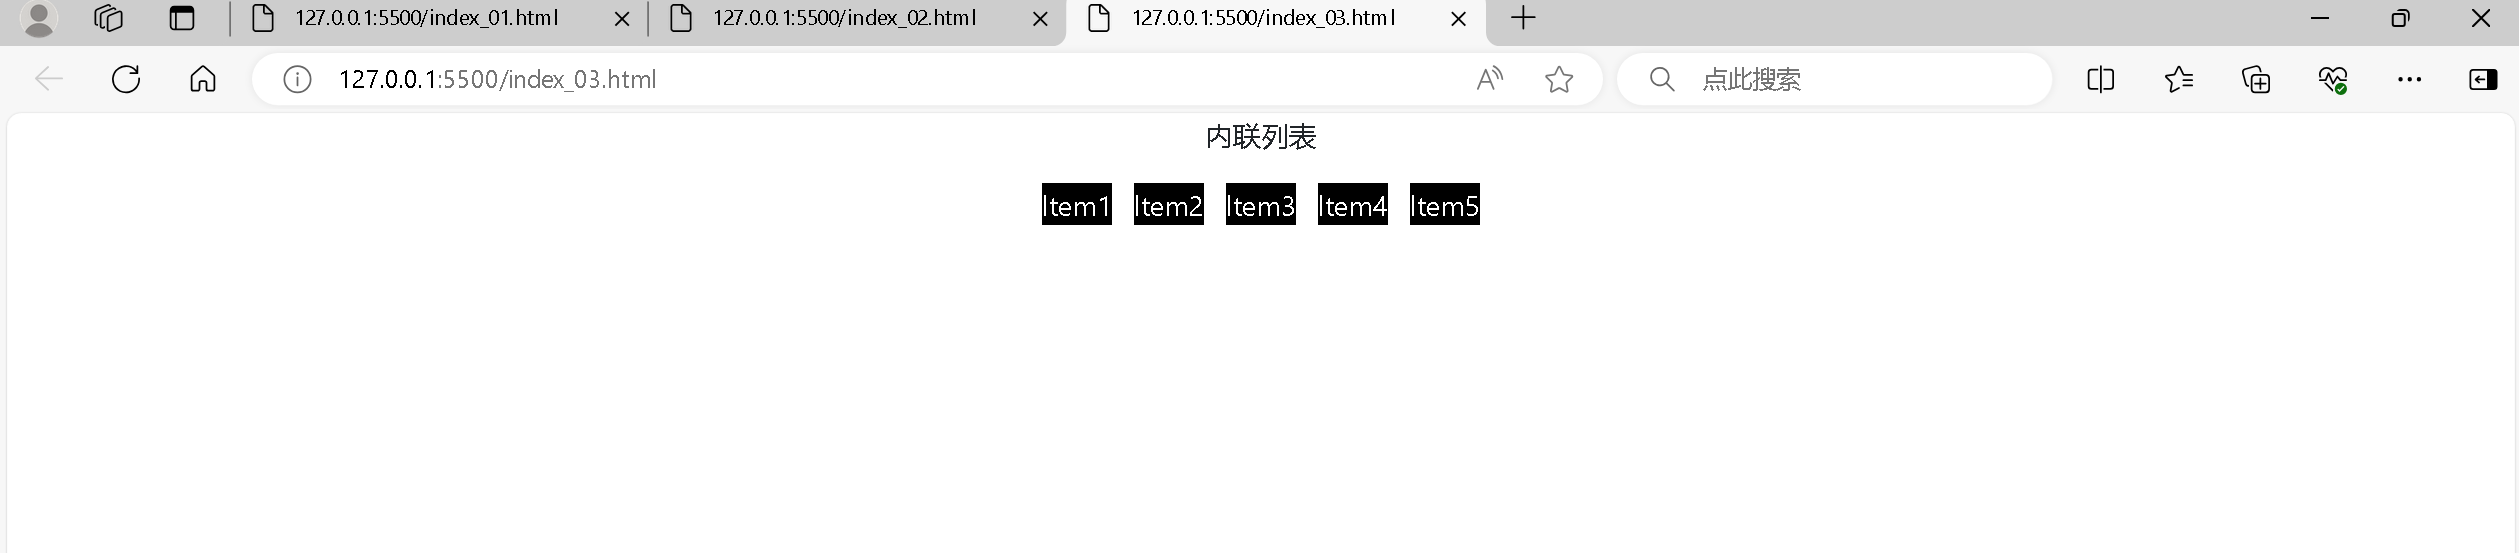 127.0.0.1:5500/index_01.html
127.0.0.1:5500/index_02.html
127.0.0.1:5500/index_03.html
127.0.0.1:5500/index_03.html
点此搜索
内联列表
Item1 Item2 Item3 Item4 Item5